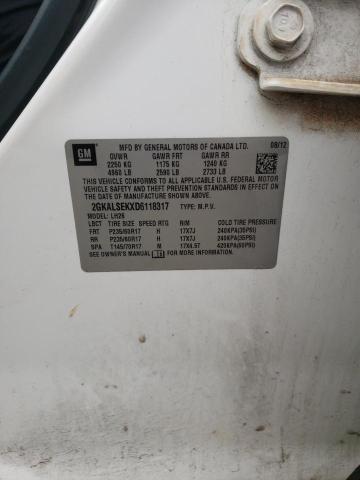 GM
MFD BY GENERAL MOTORS OF CANADA LTD. 08/12
GVWR GAWR FRT GAWR RR
2250 KG 1175 KG 1240 KG
4960 LB 2590 LB 2733 LB
THIS VEHICLE CONFORMS TO ALL APPLICABLE U.S. FEDERAL MOTOR
VEHICLE SAFETY AND THEFT PREVENTION STANDARDS IN EFFECT
ON THE DATE OF MANUFACTURE SHOWN ABOVE.
2GKALSEKXD6118317 TYPE: M.P.V.
MODEL: LH26
LBCT TIRE SIZE SPEED RTG RIM COLD TIRE PRESSURE
FRT P235/60R17 H 17X7J 240KPA(35PSI)
RR P235/60R17 H 17X7J 240KPA(35PSI)
SPA T145/70R17 M 17X4.5T 420KPA(60PSI)
SEE OWNER'S MANUAL FOR ADDITIONAL INFORMATION.